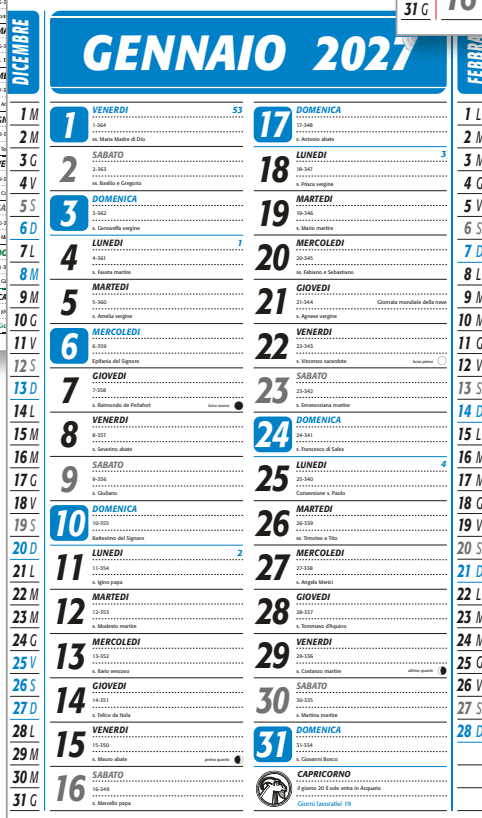 31 G
DICEMBRE
1 M
2 M
3 G
4 V
5 S
6 D
7 L
8 M
9 M
10 G
11 V
12 S
13 D
14 L
15 M
16 M
17 G
18 V
19 S
20 D
21 L
22 M
23 M
24 G
25 V
26 S
27 D
28 L
29 M
30 M
31 G
GENNAIO 2027
1 VENERDI 53
1-364
ss. Maria Madre di Dio
2 SABATO
2-363
ss. Basilio e Gregorio
3 DOMENICA
3-362
s. Genoveffa vergine
4 LUNEDI 1
4-361
s. Fausta martire
5 MARTEDI
5-360
s. Amelia vergine
6 MERCOLEDI
6-359
Epifania del Signore
7 GIOVEDI
7-358
s. Raimondo de Peñafort luna nuova
8 VENERDI
8-357
s. Severino abate
9 SABATO
9-356
s. Giuliano
10 DOMENICA
10-355
Battesimo del Signore
11 LUNEDI 2
11-354
s. Igino papa
12 MARTEDI
12-353
s. Modesto martire
13 MERCOLEDI
13-352
s. Ilario vescovo
14 GIOVEDI
14-351
s. Felice da Nola
15 VENERDI
15-350
s. Mauro abate primo quarto
16 SABATO
16-349
s. Marcello papa
17 DOMENICA
17-348
s. Antonio abate
18 LUNEDI 3
18-347
s. Prisca vergine
19 MARTEDI
19-346
s. Mario martire
20 MERCOLEDI
20-345
ss. Fabiano e Sebastiano
21 GIOVEDI
21-344 Giornata mondiale della neve
s. Agnese vergine
22 VENERDI
22-343
s. Vincenzo sacerdote luna piena
23 SABATO
23-342
s. Emerenziana martire
24 DOMENICA
24-341
s. Francesco di Sales
25 LUNEDI 4
25-340
Conversione s. Paolo
26 MARTEDI
26-339
ss. Timoteo e Tito
27 MERCOLEDI
27-338
s. Angela Merici
28 GIOVEDI
28-337
s. Tommaso d'Aquino
29 VENERDI
29-336
s. Costanzo martire ultimo quarto
30 SABATO
30-335
s. Martina martire
31 DOMENICA
31-334
s. Giovanni Bosco
CAPRICORNO
il giorno 20 il sole entra in Acquario
Giorni lavorativi 19
FEBBRA
1 L
2 M
3 M
4 G
5 V
6 S
7 D
8 L
9 M
10 M
11 G
12 V
13 S
14 D
15 L
16 M
17 M
18 G
19 V
20 S
21 D
22 L
23 M
24 M
25 G
26 V
27 S
28 D